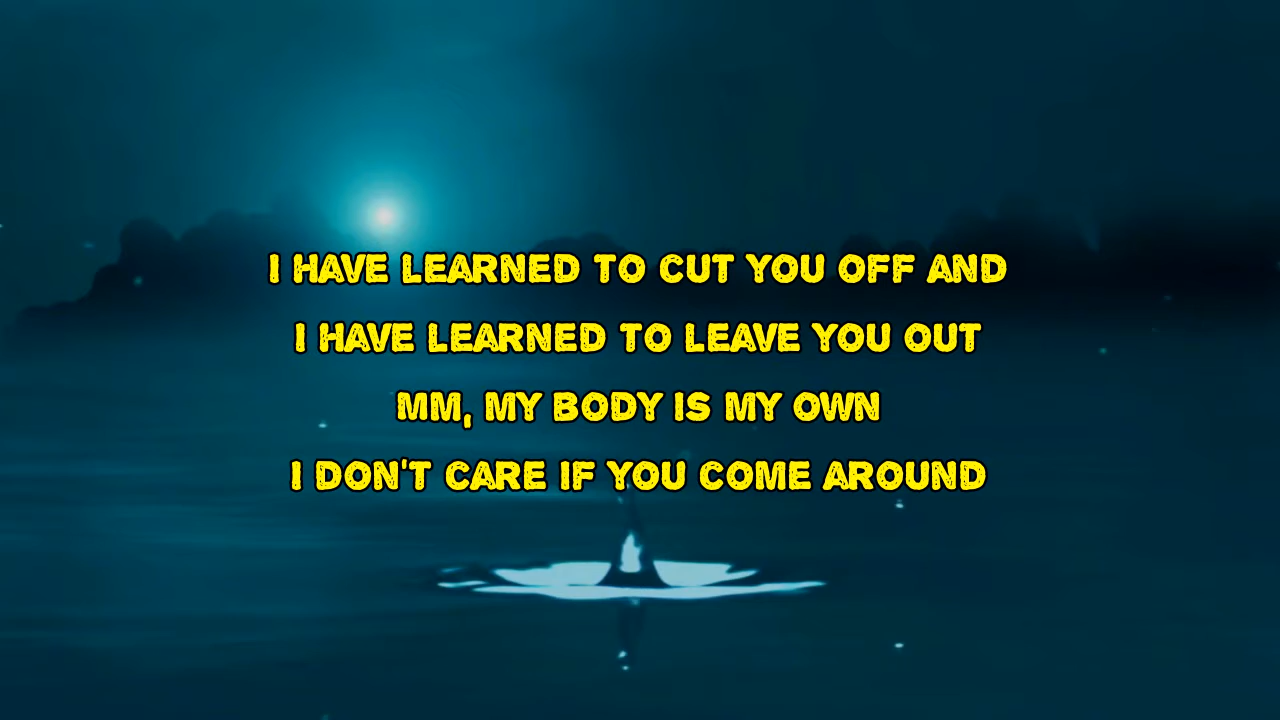 I HAVE LEARNED TO CUT YOU OFF AND
I HAVE LEARNED TO LEAVE YOU OUT
MM, MY BODY IS MY OWN
I DON'T CARE IF YOU COME AROUND